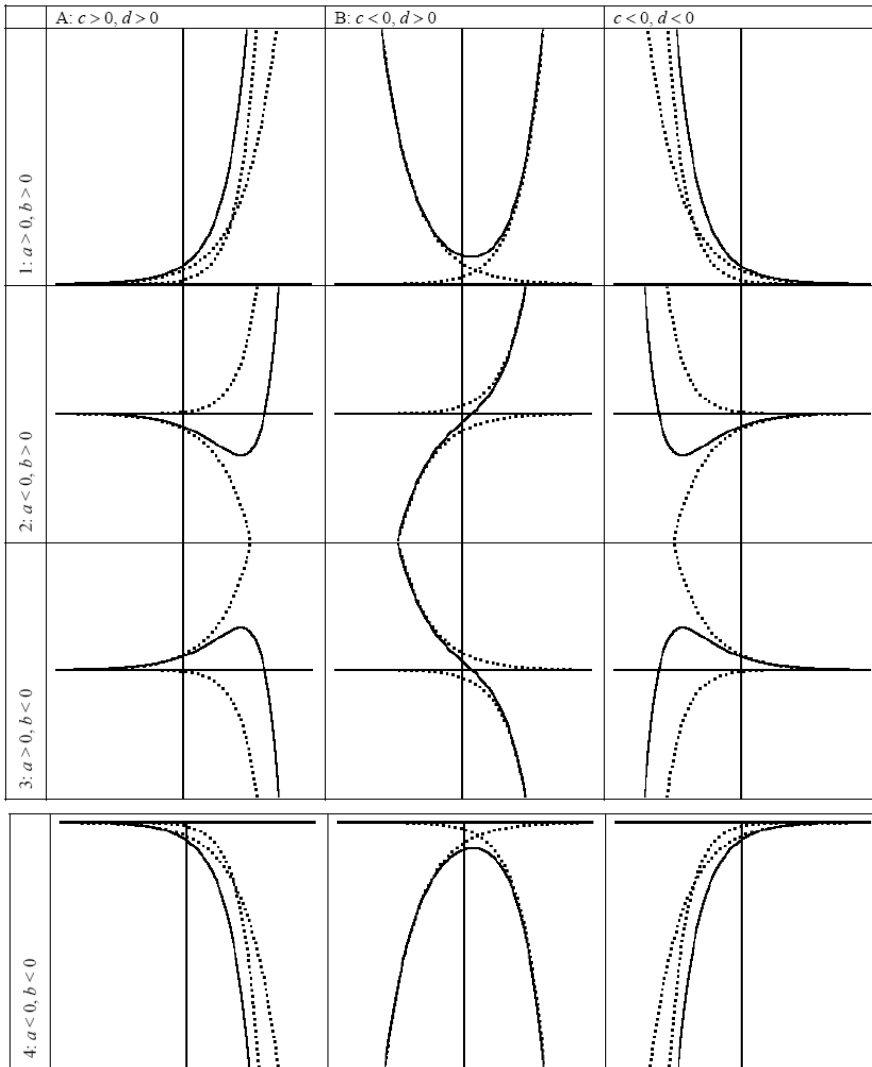 A: c > 0, d > 0
B: c < 0, d > 0
c < 0, d < 0
1: a > 0, b > 0
2: a < 0, b > 0
3: a > 0, b < 0
4: a < 0, b < 0